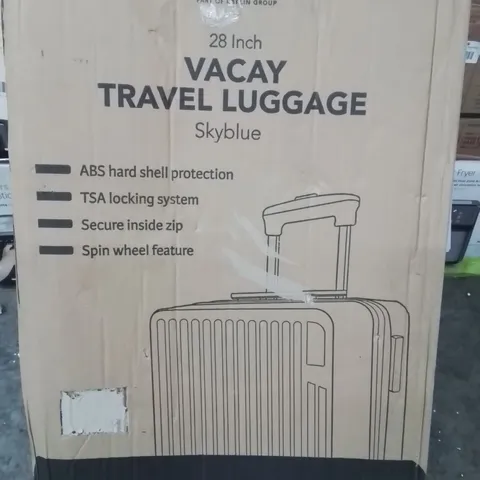 28 Inch
VACAY
TRAVEL LUGGAGE
Skyblue
ABS hard shell protection
TSA locking system
Secure inside zip
Spin wheel feature
Fryer